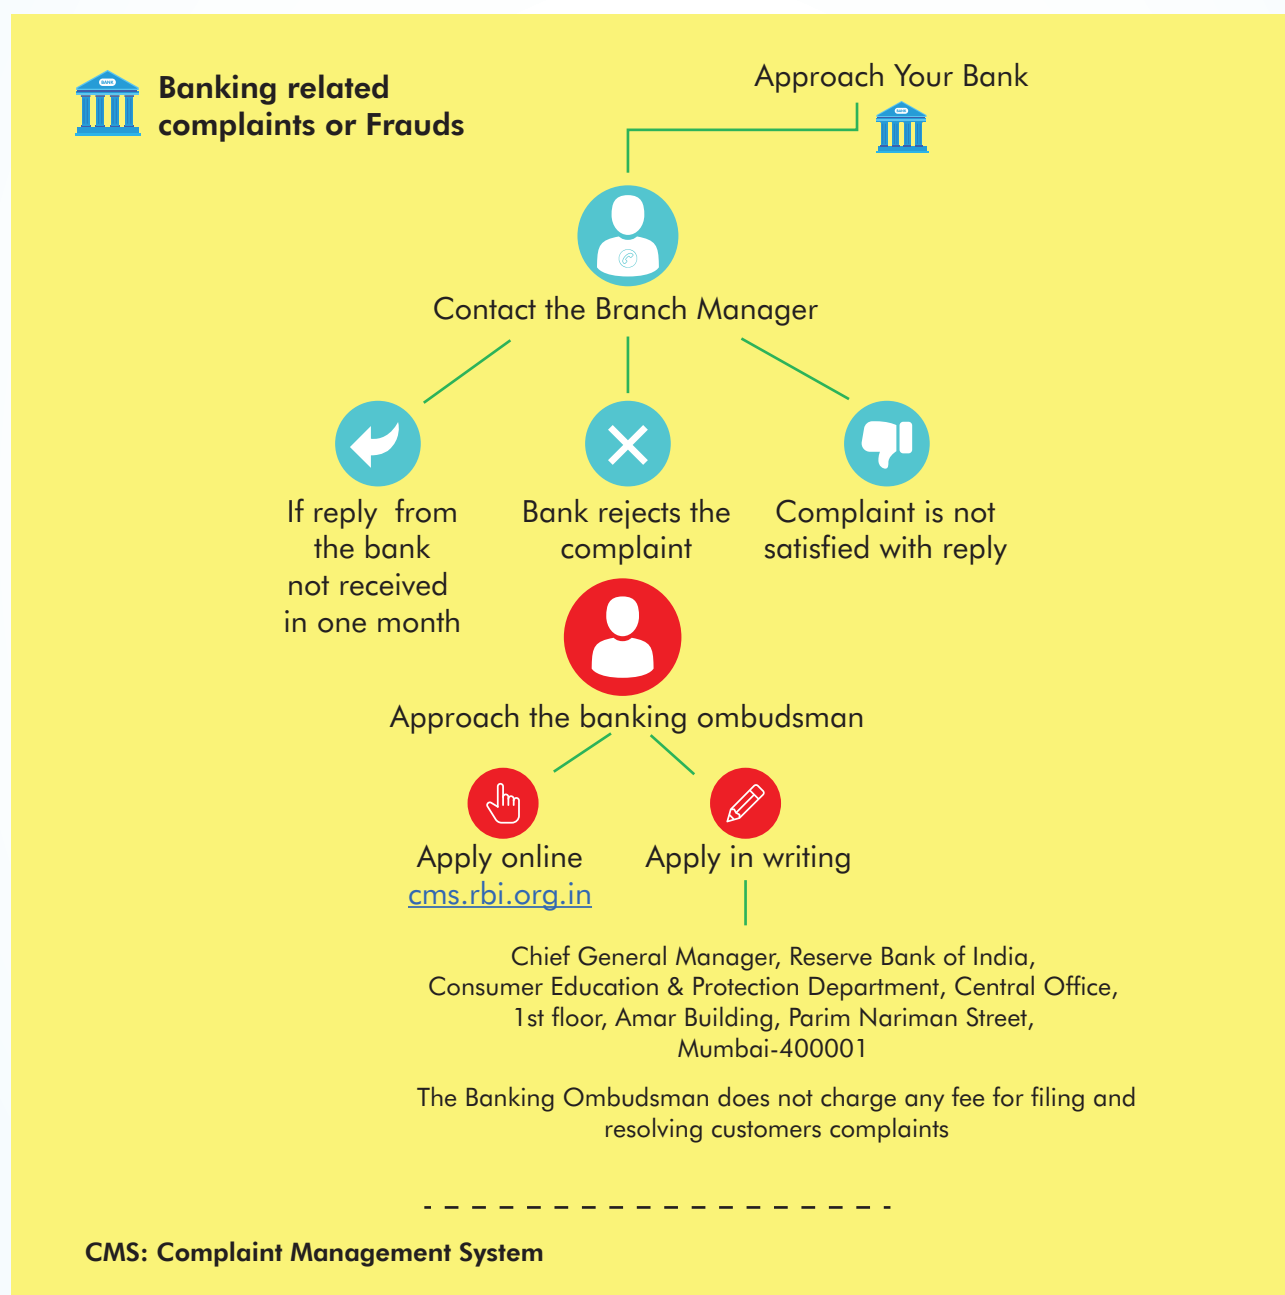 BANK
Banking related
complaints or Frauds
Approach Your Bank
BANK
Contact the Branch Manager
If reply from
the bank
not received
in one month
Bank rejects the
complaint
Complaint is not
satisfied with reply
Approach the banking ombudsman
Apply online
cms.rbi.org.in
Apply in writing
Chief General Manager, Reserve Bank of India,
Consumer Education & Protection Department, Central Office,
1st floor, Amar Building, Parim Nariman Street,
Mumbai-400001
The Banking Ombudsman does not charge any fee for filing and
resolving customers complaints
CMS: Complaint Management System